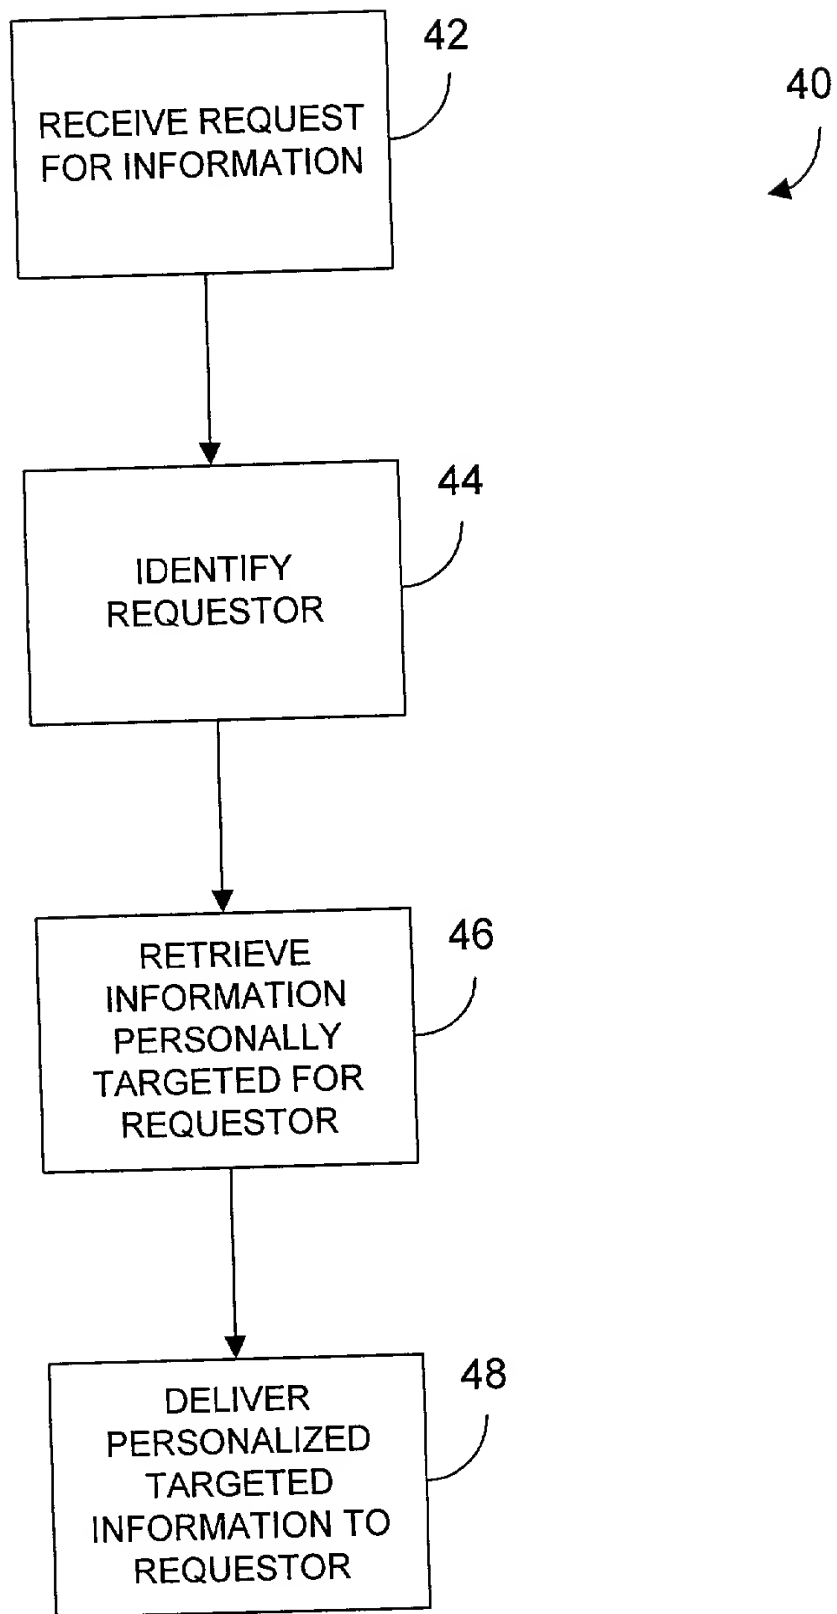 42
40
RECEIVE REQUEST
FOR INFORMATION
44
IDENTIFY
REQUESTOR
46
RETRIEVE
INFORMATION
PERSONALLY
TARGETED FOR
REQUESTOR
48
DELIVER
PERSONALIZED
TARGETED
INFORMATION TO
REQUESTOR